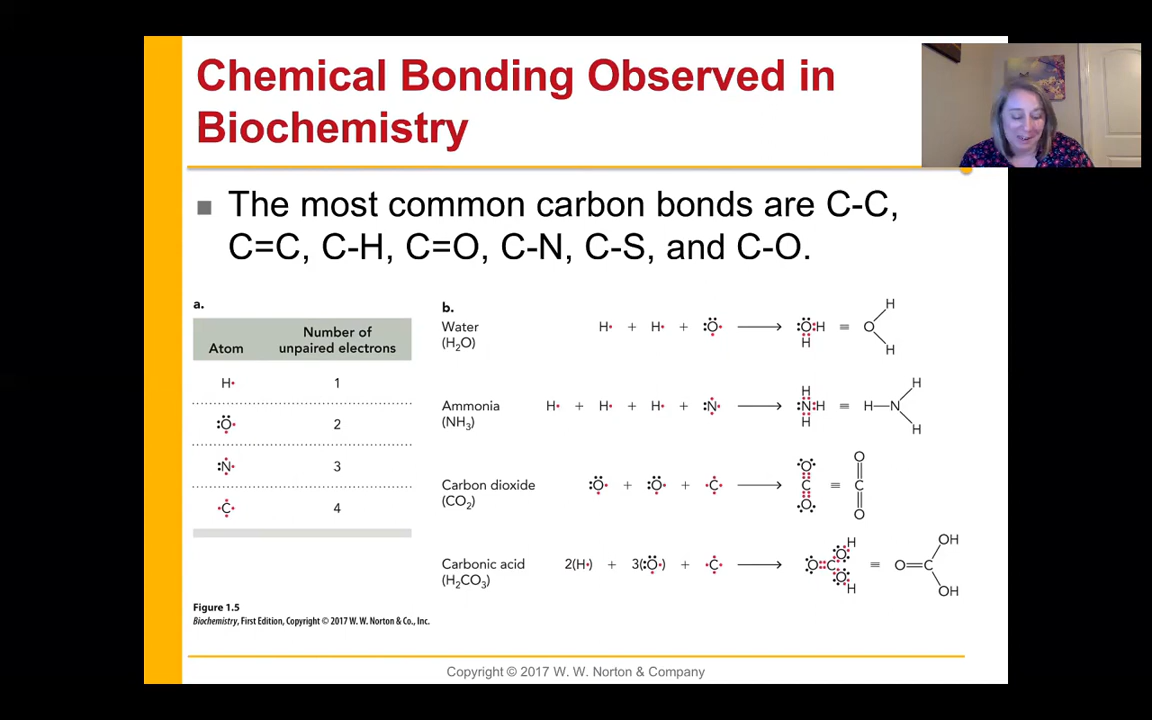 Chemical Bonding Observed in
Biochemistry
■ The most common carbon bonds are C-C,
C=C, C-H, C=O, C-N, C-S, and C-O.
a.
Atom Number of
unpaired electrons
H· 1
:Ö· 2
:N· 3
·C· 4
b.
Water
(H₂O)
H· + H· + :Ö· ⟶ :Ö:H ≡ O H H
H
Ammonia
(NH₃)
H· + H· + H· + :N· ⟶ H :N:H H ≡ H—N H H
Carbon dioxide
(CO₂)
:Ö· + :Ö· + ·C· ⟶ O C O ≡ O C O
Carbonic acid
(H₂CO₃)
2(H·) + 3(:Ö·) + ·C· ⟶ O::C O H O H ≡ O=C OH OH
Figure 1.5
Biochemistry, First Edition, Copyright © 2017 W. W. Norton & Co., Inc.
Copyright © 2017 W. W. Norton & Company